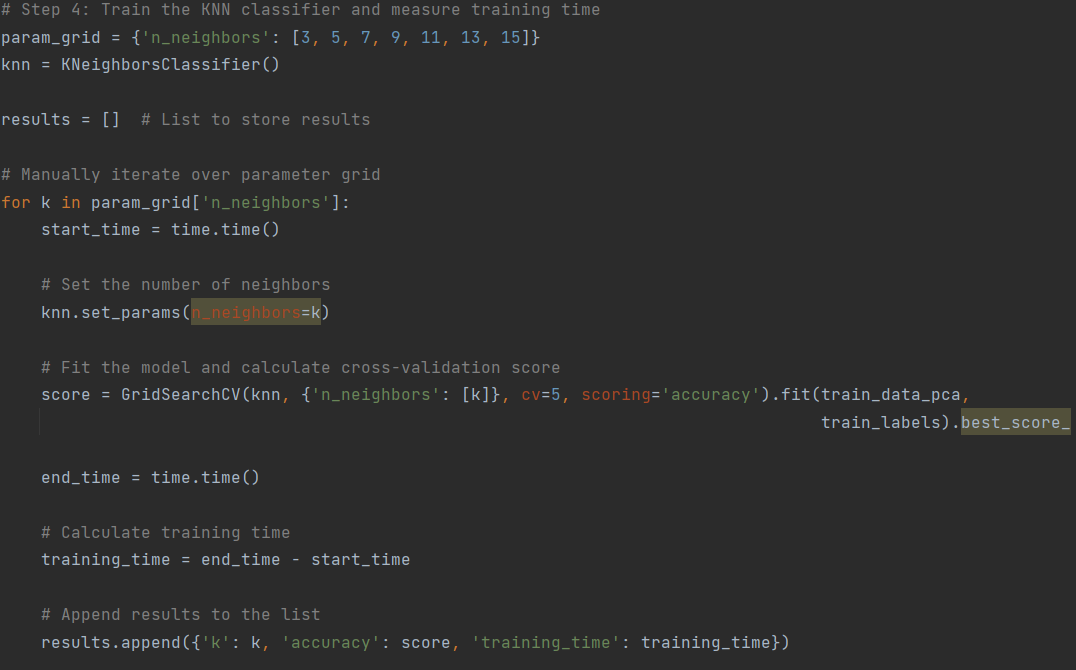 # Step 4: Train the KNN classifier and measure training time
param_grid = {'n_neighbors': [3, 5, 7, 9, 11, 13, 15]}
knn = KNeighborsClassifier()
results = []  # List to store results
# Manually iterate over parameter grid
for k in param_grid['n_neighbors']:
    start_time = time.time()
    # Set the number of neighbors
    knn.set_params(n_neighbors=k)
    # Fit the model and calculate cross-validation score
    score = GridSearchCV(knn, {'n_neighbors': [k]}, cv=5, scoring='accuracy').fit(train_data_pca,
                                                                                  train_labels).best_score_
    end_time = time.time()
    # Calculate training time
    training_time = end_time - start_time
    # Append results to the list
    results.append({'k': k, 'accuracy': score, 'training_time': training_time})